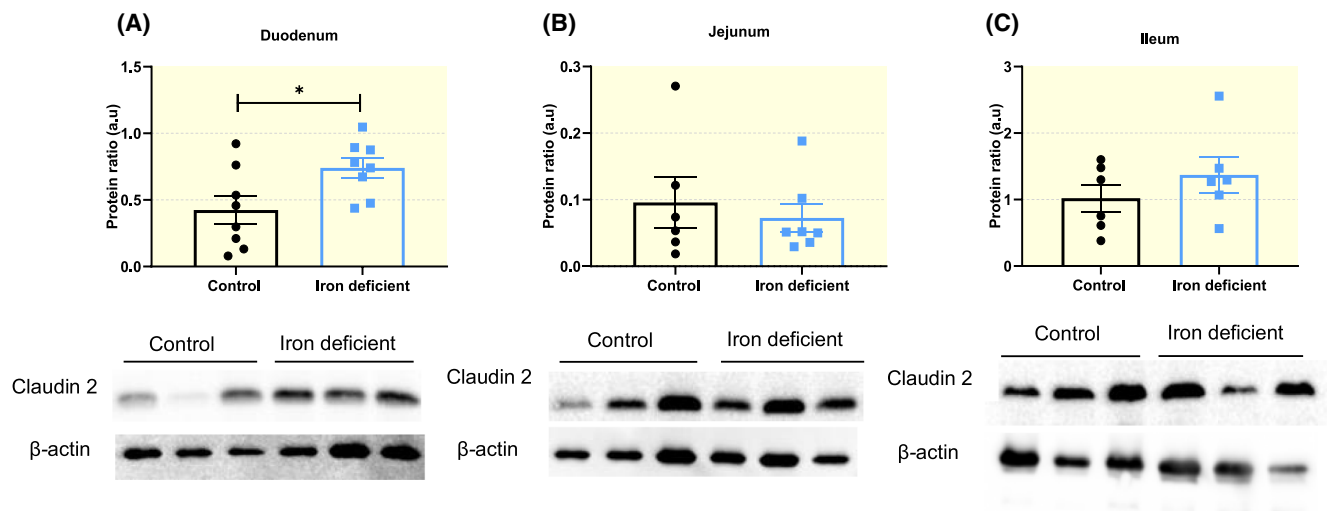 (A)
Duodenum
1.5
1.0
0.5
0.0
Protein ratio (a.u)
*
Control Iron deficient
(B)
Jejunum
0.3
0.2
0.1
0.0
Protein ratio (a.u)
Control Iron deficient
(C)
Ileum
3
2
1
0
Protein ratio (a.u)
Control Iron deficient
Control Iron deficient
Claudin 2
β-actin
Control Iron deficient
Claudin 2
β-actin
Control Iron deficient
Claudin 2
β-actin